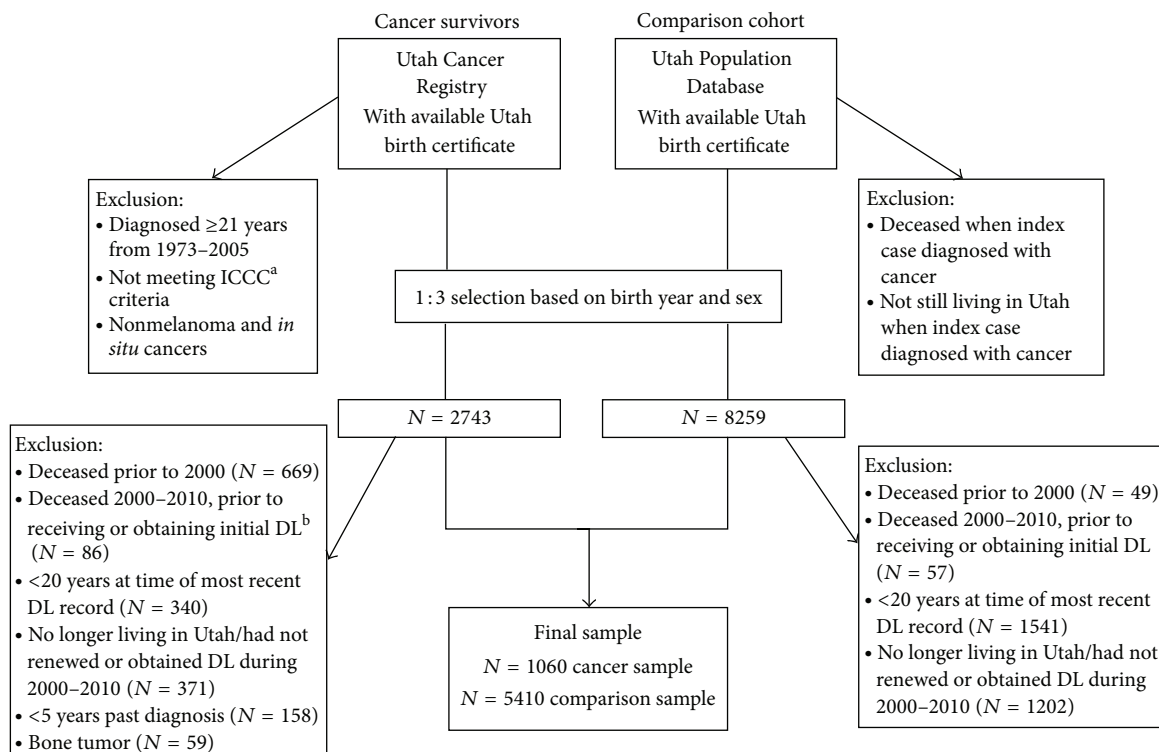 Cancer survivors
Comparison cohort
Utah Cancer
Registry
With available Utah
birth certificate
Utah Population
Database
With available Utah
birth certificate
Exclusion:
• Diagnosed ≥21 years
from 1973–2005
• Not meeting ICCCᵃ
criteria
• Nonmelanoma and in
situ cancers
Exclusion:
• Deceased when index
case diagnosed with
cancer
• Not still living in Utah
when index case
diagnosed with cancer
1 : 3 selection based on birth year and sex
N = 2743
N = 8259
Exclusion:
• Deceased prior to 2000 (N = 669)
• Deceased 2000–2010, prior to
receiving or obtaining initial DLᵇ
(N = 86)
• <20 years at time of most recent
DL record (N = 340)
• No longer living in Utah/had not
renewed or obtained DL during
2000–2010 (N = 371)
• <5 years past diagnosis (N = 158)
• Bone tumor (N = 59)
Exclusion:
• Deceased prior to 2000 (N = 49)
• Deceased 2000–2010, prior to
receiving or obtaining initial DL
(N = 57)
• <20 years at time of most recent
DL record (N = 1541)
• No longer living in Utah/had not
renewed or obtained DL during
2000–2010 (N = 1202)
Final sample
N = 1060 cancer sample
N = 5410 comparison sample